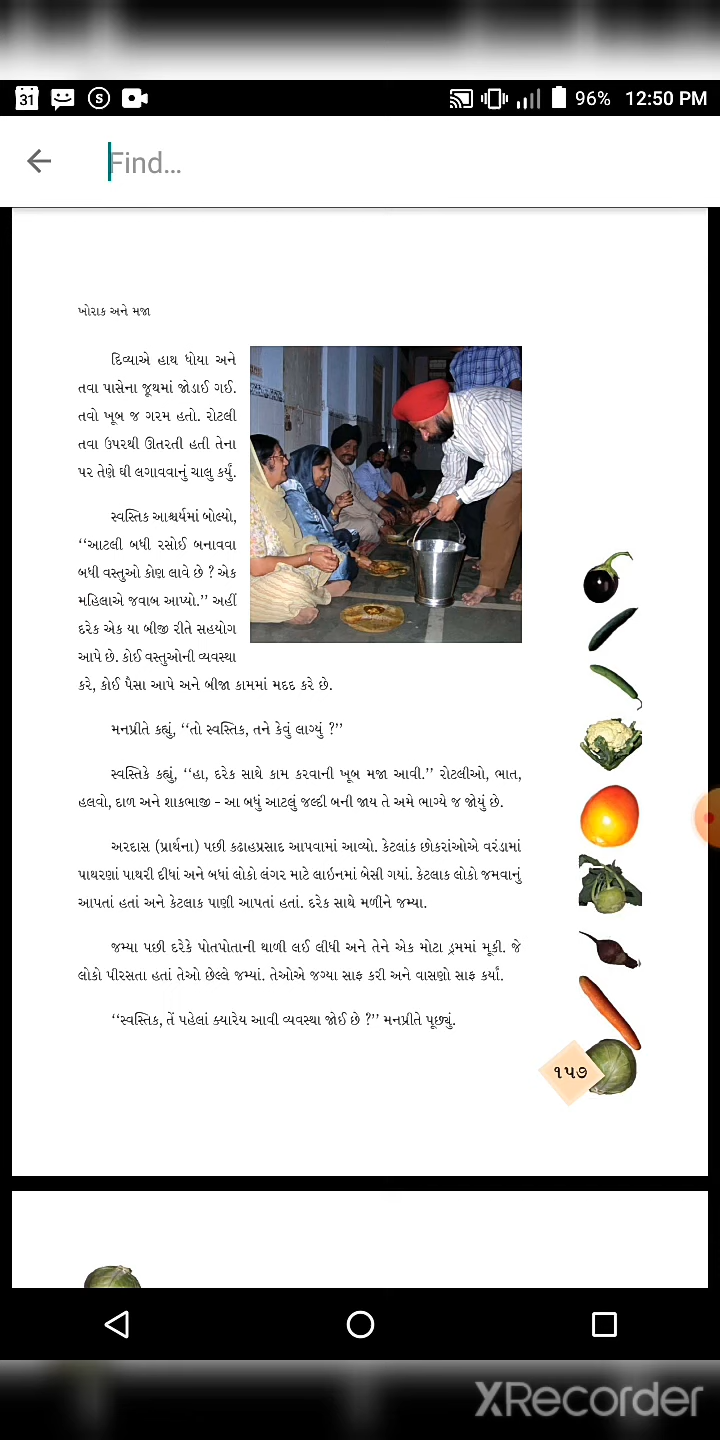 31
S
96% 12:50 PM
Find...
ખોરાક અને મજા
દિવ્યાએ હાથ ધોયા અને
તવા પાસેના જૂથમાં જોડાઈ ગઈ.
તવો ખૂબ જ ગરમ હતો. રોટલી
તવા ઉપરથી ઊતરતી હતી તેના
પર તેણે ઘી લગાવવાનું ચાલુ કર્યું.
સ્વસ્તિક આશ્ચર્યમાં બોલ્યો,
‘‘આટલી બધી રસોઈ બનાવવા
બધી વસ્તુઓ કોણ લાવે છે ? એક
મહિલાએ જવાબ આપ્યો.’’ અહીં
દરેક એક યા બીજી રીતે સહયોગ
આપે છે. કોઈ વસ્તુઓની વ્યવસ્થા
કરે, કોઈ પૈસા આપે અને બીજા કામમાં મદદ કરે છે.
મનપ્રીતે કહ્યું, ‘‘તો સ્વસ્તિક, તને કેવું લાગ્યું ?’’
સ્વસ્તિકે કહ્યું, ‘‘હા, દરેક સાથે કામ કરવાની ખૂબ મજા આવી.’’ રોટલીઓ, ભાત,
હલવો, દાળ અને શાકભાજી - આ બધું આટલું જલ્દી બની જાય તે અમે ભાગ્યે જ જોયું છે.
અરદાસ (પ્રાર્થના) પછી કઢાહપ્રસાદ આપવામાં આવ્યો. કેટલાંક છોકરાંઓએ વરંડામાં
પાથરણાં પાથરી દીધાં અને બધાં લોકો લંગર માટે લાઇનમાં બેસી ગયાં. કેટલાક લોકો જમવાનું
આપતાં હતાં અને કેટલાક પાણી આપતાં હતાં. દરેક સાથે મળીને જમ્યા.
જમ્યા પછી દરેકે પોતપોતાની થાળી લઈ લીધી અને તેને એક મોટા ડ્રમમાં મૂકી. જે
લોકો પીરસતા હતાં તેઓ છેલ્લે જમ્યાં. તેઓએ જગ્યા સાફ કરી અને વાસણો સાફ કર્યાં.
‘‘સ્વસ્તિક, તેં પહેલાં ક્યારેય આવી વ્યવસ્થા જોઈ છે ?’’ મનપ્રીતે પૂછ્યું.
૧૫૭
XRecorder